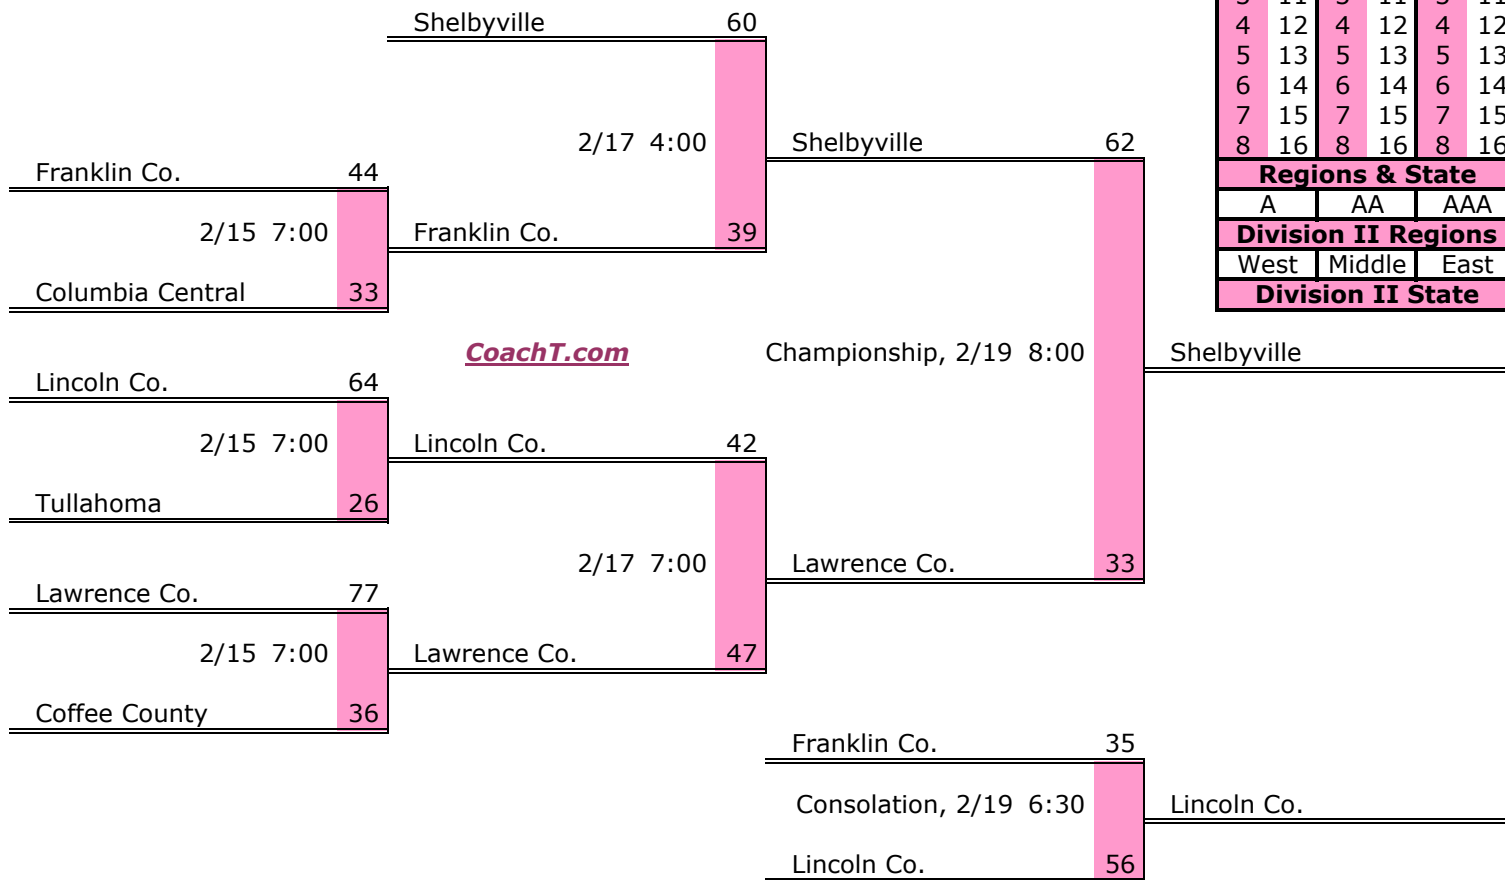 Shelbyville 60
2/17 4:00
Franklin Co. 39
Franklin Co. 44
2/15 7:00
Columbia Central 33
Lincoln Co. 64
2/15 7:00
Tullahoma 26
Lawrence Co. 77
2/15 7:00
Coffee County 36
CoachT.com
Lincoln Co. 42
2/17 7:00
Lawrence Co. 47
Shelbyville 62
Championship, 2/19 8:00
Lawrence Co. 33
Shelbyville
Franklin Co. 35
Consolation, 2/19 6:30
Lincoln Co. 56
Lincoln Co.
4 12 4 12 4 12
5 13 5 13 5 13
6 14 6 14 6 14
7 15 7 15 7 15
8 16 8 16 8 16
Regions & State
A AA AAA
Division II Regions
West Middle East
Division II State